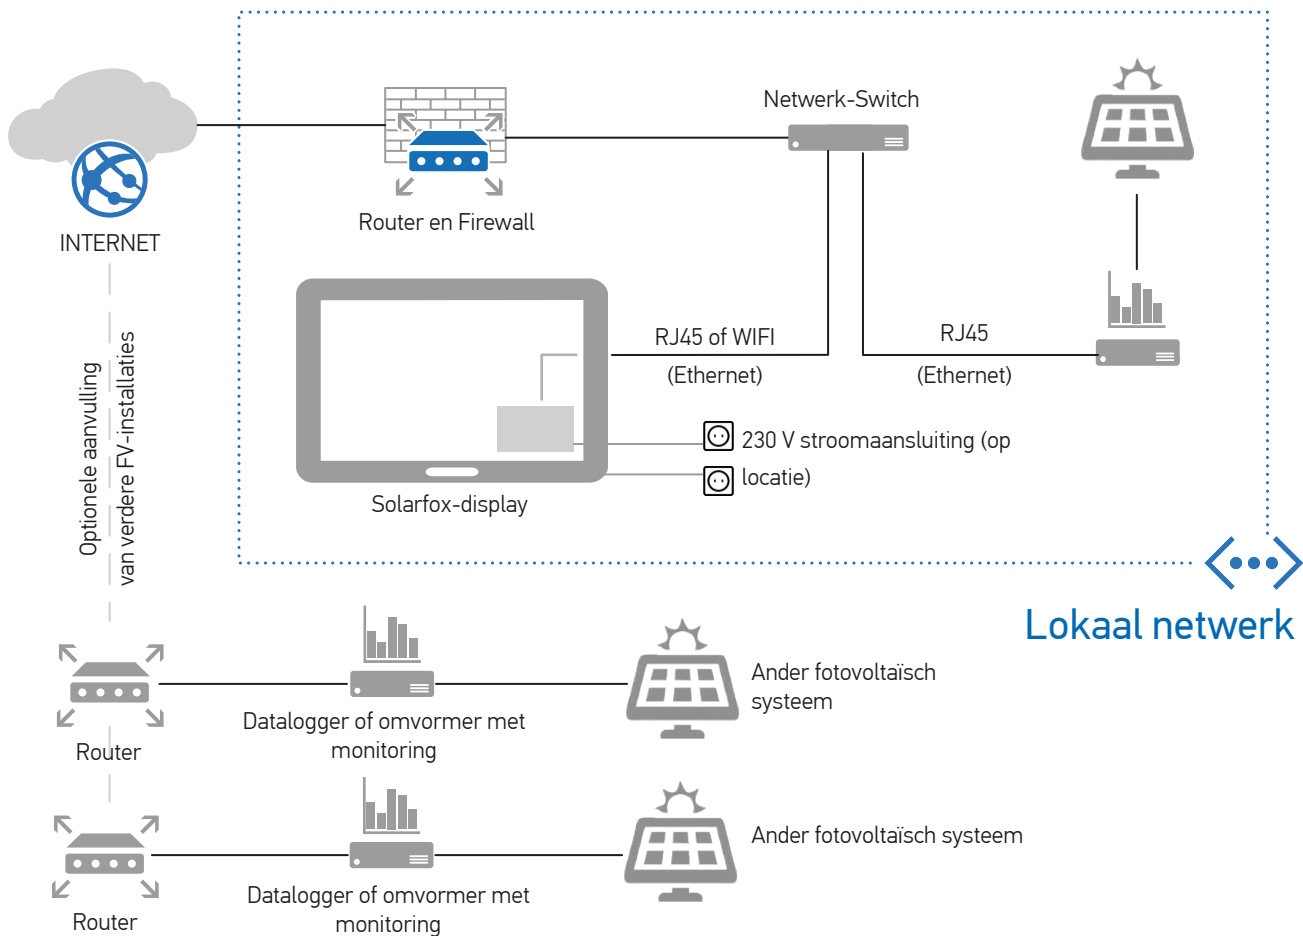 Netwerk-Switch
Router en Firewall
INTERNET
RJ45 of WIFI
(Ethernet)
RJ45
(Ethernet)
230 V stroomaansluiting (op
locatie)
Solarfox-display
Optionele aanvulling
van verdere FV-installaties
Lokaal netwerk
Ander fotovoltaïsch
systeem
Datalogger of omvormer met
monitoring
Router
Ander fotovoltaïsch systeem
Datalogger of omvormer met
monitoring
Router